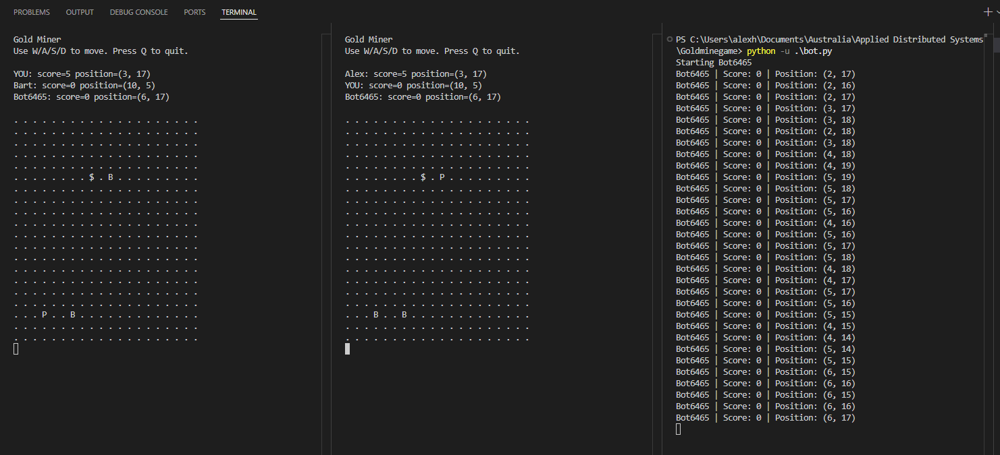 PROBLEMS OUTPUT DEBUG CONSOLE PORTS TERMINAL
Gold Miner
Use W/A/S/D to move. Press Q to quit.
YOU: score=5 position=(3, 17)
Bart: score=0 position=(10, 5)
Bot6465: score=0 position=(6, 17)
. . . . . . . . . . . . . . . . . . . .
. . . . . . . . . . . . . . . . . . . .
. . . . . . . . . . . . . . . . . . . .
. . . . . . . . . . . . . . . . . . . .
. . . . . . . . . . . . . . . . . . . .
. . . . . . . . $ . B . . . . . . . . .
. . . . . . . . . . . . . . . . . . . .
. . . . . . . . . . . . . . . . . . . .
. . . . . . . . . . . . . . . . . . . .
. . . . . . . . . . . . . . . . . . . .
. . . . . . . . . . . . . . . . . . . .
. . . . . . . . . . . . . . . . . . . .
. . . . . . . . . . . . . . . . . . . .
. . . . . . . . . . . . . . . . . . . .
. . . . . . . . . . . . . . . . . . . .
. . . . . . . . . . . . . . . . . . . .
. . . . . . . . . . . . . . . . . . . .
. . . P . . B . . . . . . . . . . . . .
. . . . . . . . . . . . . . . . . . . .
. . . . . . . . . . . . . . . . . . . .
Gold Miner
Use W/A/S/D to move. Press Q to quit.
Alex: score=5 position=(3, 17)
YOU: score=0 position=(10, 5)
Bot6465: score=0 position=(6, 17)
. . . . . . . . . . . . . . . . . . . .
. . . . . . . . . . . . . . . . . . . .
. . . . . . . . . . . . . . . . . . . .
. . . . . . . . . . . . . . . . . . . .
. . . . . . . . . . . . . . . . . . . .
. . . . . . . . $ . P . . . . . . . . .
. . . . . . . . . . . . . . . . . . . .
. . . . . . . . . . . . . . . . . . . .
. . . . . . . . . . . . . . . . . . . .
. . . . . . . . . . . . . . . . . . . .
. . . . . . . . . . . . . . . . . . . .
. . . . . . . . . . . . . . . . . . . .
. . . . . . . . . . . . . . . . . . . .
. . . . . . . . . . . . . . . . . . . .
. . . . . . . . . . . . . . . . . . . .
. . . . . . . . . . . . . . . . . . . .
. . . . . . . . . . . . . . . . . . . .
. . . B . . B . . . . . . . . . . . . .
. . . . . . . . . . . . . . . . . . . .
. . . . . . . . . . . . . . . . . . . .
PS C:\Users\alexh\Documents\Australia\Applied Distributed Systems
\Goldminegame> python -u .\bot.py
Starting Bot6465
Bot6465 | Score: 0 | Position: (2, 17)
Bot6465 | Score: 0 | Position: (2, 16)
Bot6465 | Score: 0 | Position: (2, 17)
Bot6465 | Score: 0 | Position: (3, 17)
Bot6465 | Score: 0 | Position: (3, 18)
Bot6465 | Score: 0 | Position: (2, 18)
Bot6465 | Score: 0 | Position: (3, 18)
Bot6465 | Score: 0 | Position: (4, 18)
Bot6465 | Score: 0 | Position: (4, 19)
Bot6465 | Score: 0 | Position: (5, 19)
Bot6465 | Score: 0 | Position: (5, 18)
Bot6465 | Score: 0 | Position: (5, 17)
Bot6465 | Score: 0 | Position: (5, 16)
Bot6465 | Score: 0 | Position: (4, 16)
Bot6465 | Score: 0 | Position: (5, 16)
Bot6465 | Score: 0 | Position: (5, 17)
Bot6465 | Score: 0 | Position: (5, 18)
Bot6465 | Score: 0 | Position: (4, 18)
Bot6465 | Score: 0 | Position: (4, 17)
Bot6465 | Score: 0 | Position: (5, 17)
Bot6465 | Score: 0 | Position: (5, 16)
Bot6465 | Score: 0 | Position: (5, 15)
Bot6465 | Score: 0 | Position: (4, 15)
Bot6465 | Score: 0 | Position: (4, 14)
Bot6465 | Score: 0 | Position: (5, 14)
Bot6465 | Score: 0 | Position: (5, 15)
Bot6465 | Score: 0 | Position: (6, 15)
Bot6465 | Score: 0 | Position: (6, 16)
Bot6465 | Score: 0 | Position: (6, 15)
Bot6465 | Score: 0 | Position: (6, 16)
Bot6465 | Score: 0 | Position: (6, 17)